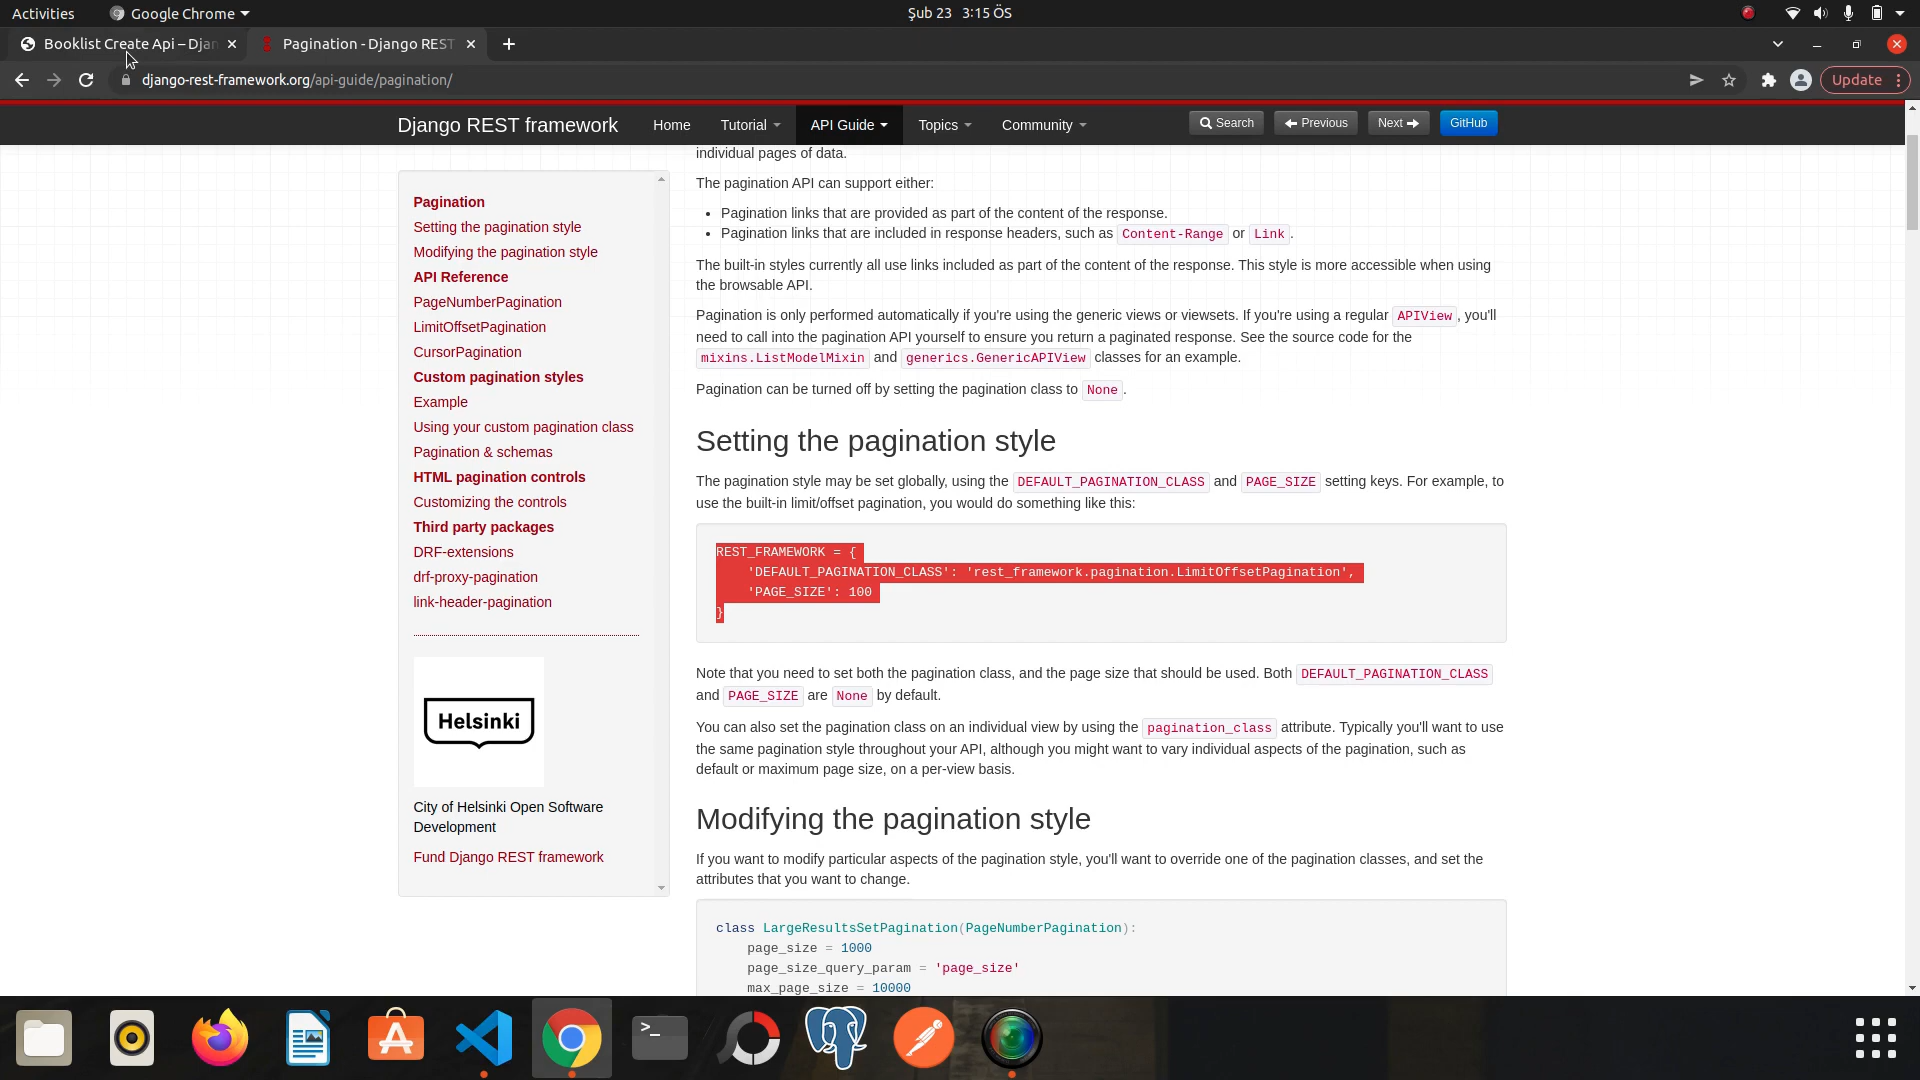 Activities
Google Chrome
Şub 23 3:15 ÖS
Booklist Create Api – Djan
Pagination - Django REST
django-rest-framework.org/api-guide/pagination/
Update
Django REST framework
Home
Tutorial
API Guide
Topics
Community
Search
Previous
Next
GitHub
Pagination
Setting the pagination style
Modifying the pagination style
API Reference
PageNumberPagination
LimitOffsetPagination
CursorPagination
Custom pagination styles
Example
Using your custom pagination class
Pagination & schemas
HTML pagination controls
Customizing the controls
Third party packages
DRF-extensions
drf-proxy-pagination
link-header-pagination
Helsinki
City of Helsinki Open Software
Development
Fund Django REST framework
individual pages of data.
The pagination API can support either:
• Pagination links that are provided as part of the content of the response.
• Pagination links that are included in response headers, such as Content-Range or Link.
The built-in styles currently all use links included as part of the content of the response. This style is more accessible when using
the browsable API.
Pagination is only performed automatically if you're using the generic views or viewsets. If you're using a regular APIView, you'll
need to call into the pagination API yourself to ensure you return a paginated response. See the source code for the
mixins.ListModelMixin and generics.GenericAPIView classes for an example.
Pagination can be turned off by setting the pagination class to None.
Setting the pagination style
The pagination style may be set globally, using the DEFAULT_PAGINATION_CLASS and PAGE_SIZE setting keys. For example, to
use the built-in limit/offset pagination, you would do something like this:
REST_FRAMEWORK = {
'DEFAULT_PAGINATION_CLASS': 'rest_framework.pagination.LimitOffsetPagination',
'PAGE_SIZE': 100
}
Note that you need to set both the pagination class, and the page size that should be used. Both DEFAULT_PAGINATION_CLASS
and PAGE_SIZE are None by default.
You can also set the pagination class on an individual view by using the pagination_class attribute. Typically you'll want to use
the same pagination style throughout your API, although you might want to vary individual aspects of the pagination, such as
default or maximum page size, on a per-view basis.
Modifying the pagination style
If you want to modify particular aspects of the pagination style, you'll want to override one of the pagination classes, and set the
attributes that you want to change.
class LargeResultsSetPagination(PageNumberPagination):
page_size = 1000
page_size_query_param = 'page_size'
max_page_size = 10000